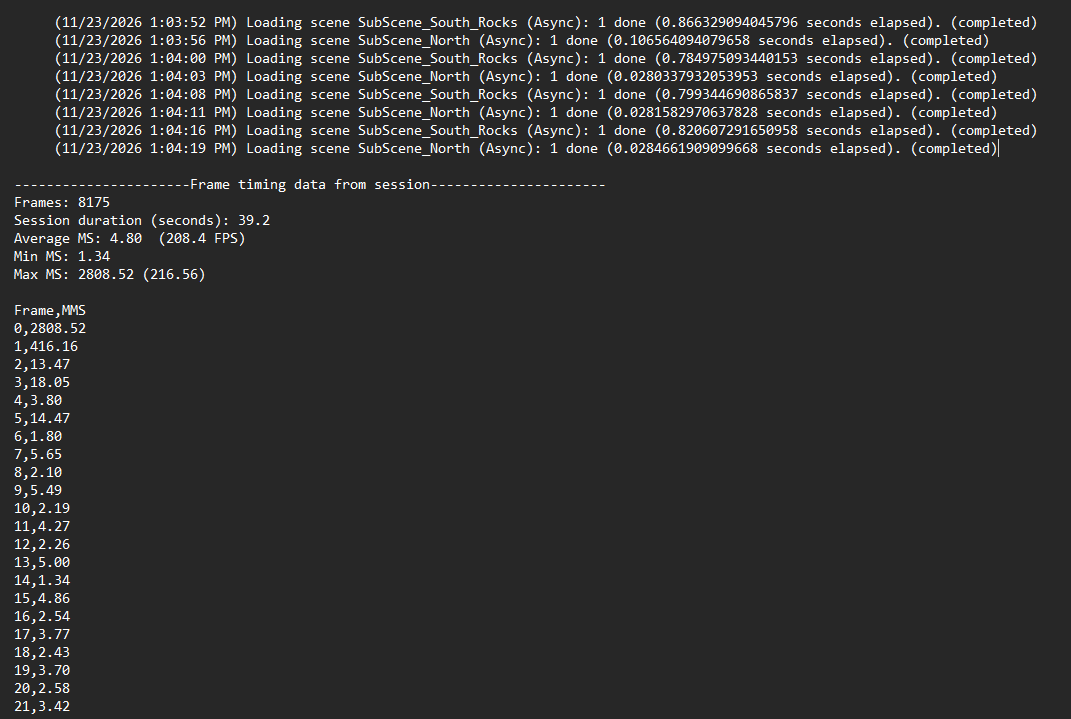 (11/23/2026 1:03:52 PM) Loading scene SubScene_South_Rocks (Async): 1 done (0.866329094045796 seconds elapsed). (completed)
(11/23/2026 1:03:56 PM) Loading scene SubScene_North (Async): 1 done (0.106564094079658 seconds elapsed). (completed)
(11/23/2026 1:04:00 PM) Loading scene SubScene_South_Rocks (Async): 1 done (0.784975093440153 seconds elapsed). (completed)
(11/23/2026 1:04:03 PM) Loading scene SubScene_North (Async): 1 done (0.0280337932053953 seconds elapsed). (completed)
(11/23/2026 1:04:08 PM) Loading scene SubScene_South_Rocks (Async): 1 done (0.799344690865837 seconds elapsed). (completed)
(11/23/2026 1:04:11 PM) Loading scene SubScene_North (Async): 1 done (0.0281582970637828 seconds elapsed). (completed)
(11/23/2026 1:04:16 PM) Loading scene SubScene_South_Rocks (Async): 1 done (0.820607291650958 seconds elapsed). (completed)
(11/23/2026 1:04:19 PM) Loading scene SubScene_North (Async): 1 done (0.0284661909099668 seconds elapsed). (completed)
----------------------Frame timing data from session----------------------
Frames: 8175
Session duration (seconds): 39.2
Average MS: 4.80  (208.4 FPS)
Min MS: 1.34
Max MS: 2808.52 (216.56)
Frame,MMS
0,2808.52
1,416.16
2,13.47
3,18.05
4,3.80
5,14.47
6,1.80
7,5.65
8,2.10
9,5.49
10,2.19
11,4.27
12,2.26
13,5.00
14,1.34
15,4.86
16,2.54
17,3.77
18,2.43
19,3.70
20,2.58
21,3.42